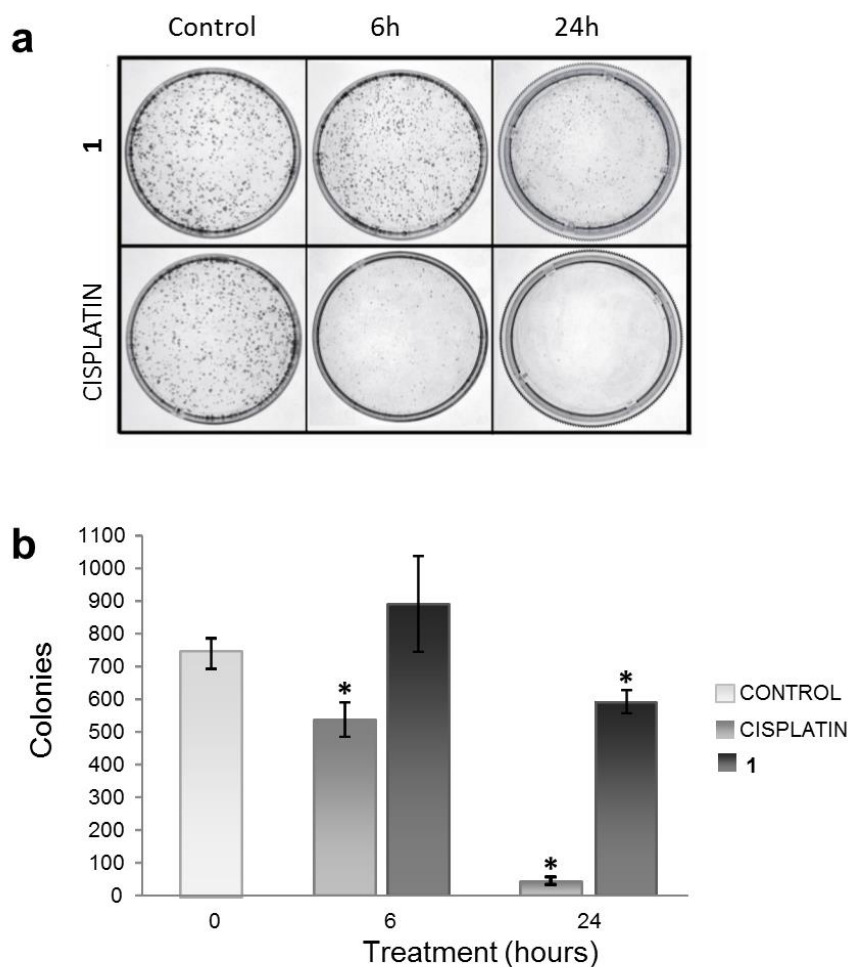 Control 6h 24h
a
1
CISPLATIN
b
1100
1000
900
800
700
600
500
400
300
200
100
0
Colonies
*
*
*
0 6 24
Treatment (hours)
CONTROL
CISPLATIN
1